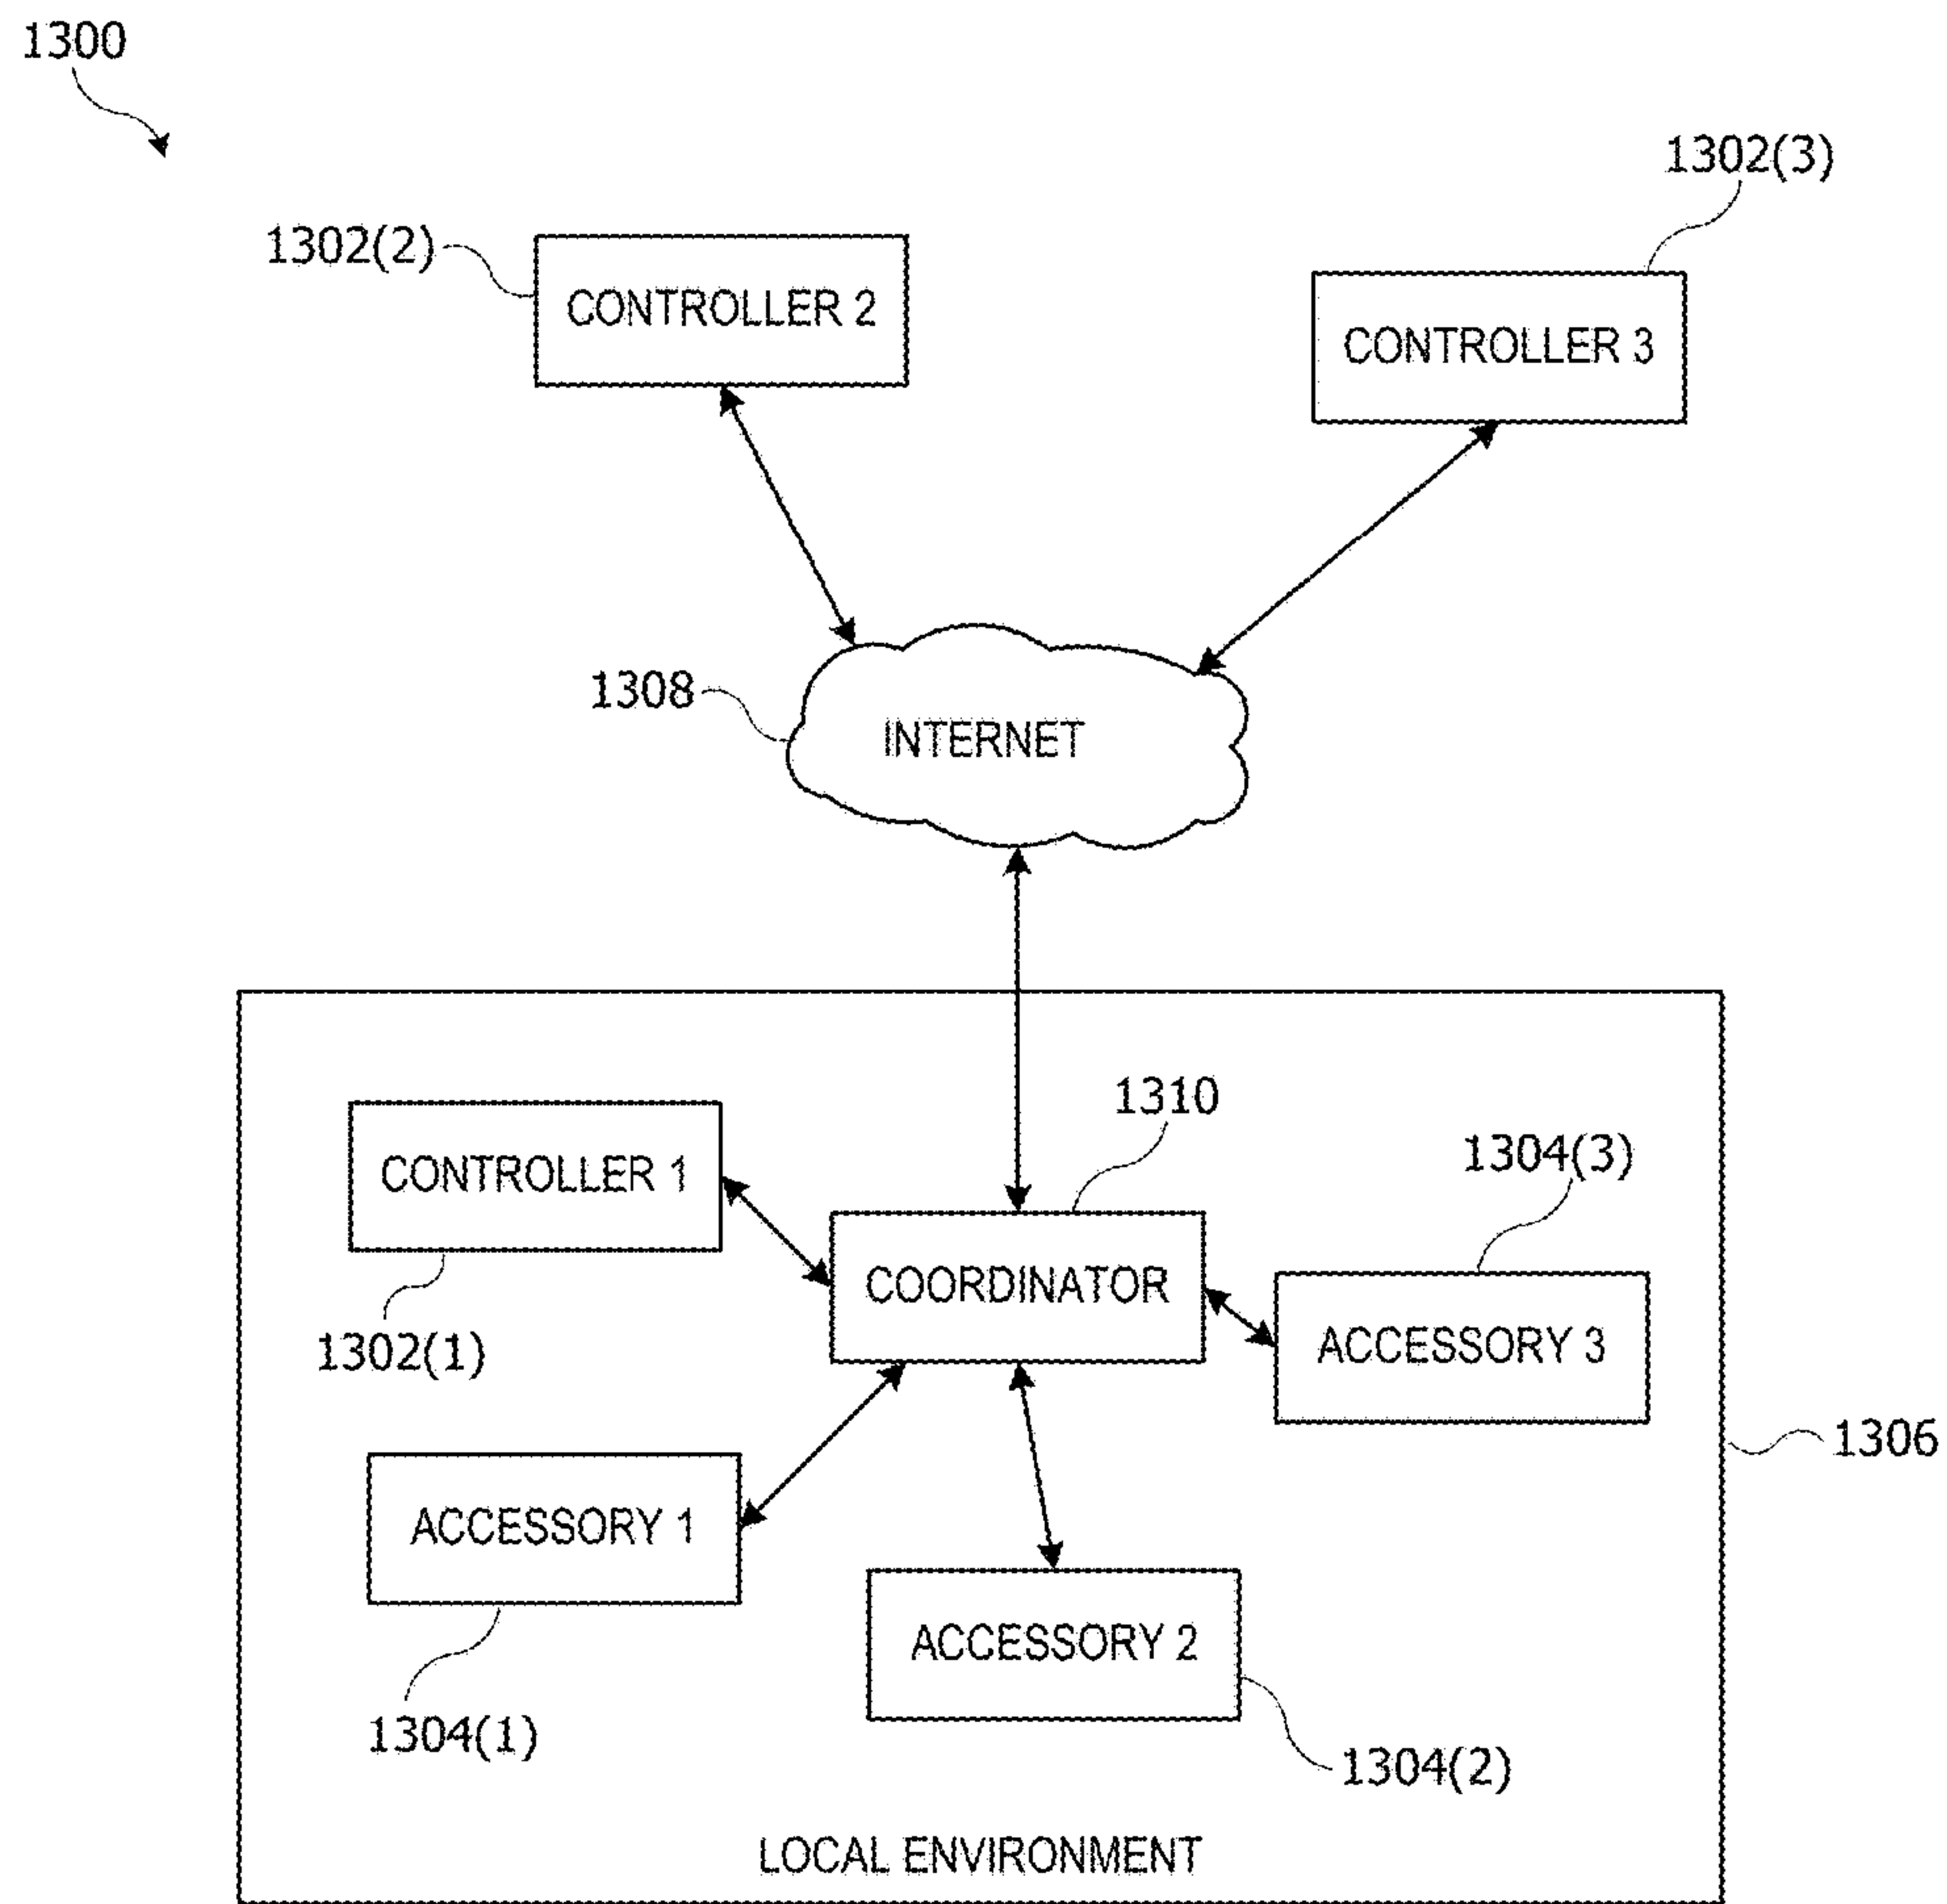 1300
1302(3)
1302(2)
CONTROLLER 2
CONTROLLER 3
1308
INTERNET
1310
CONTROLLER 1
1304(3)
COORDINATOR
1302(1)
ACCESSORY 3
1306
ACCESSORY 1
ACCESSORY 2
1304(1)
1304(2)
LOCAL ENVIRONMENT